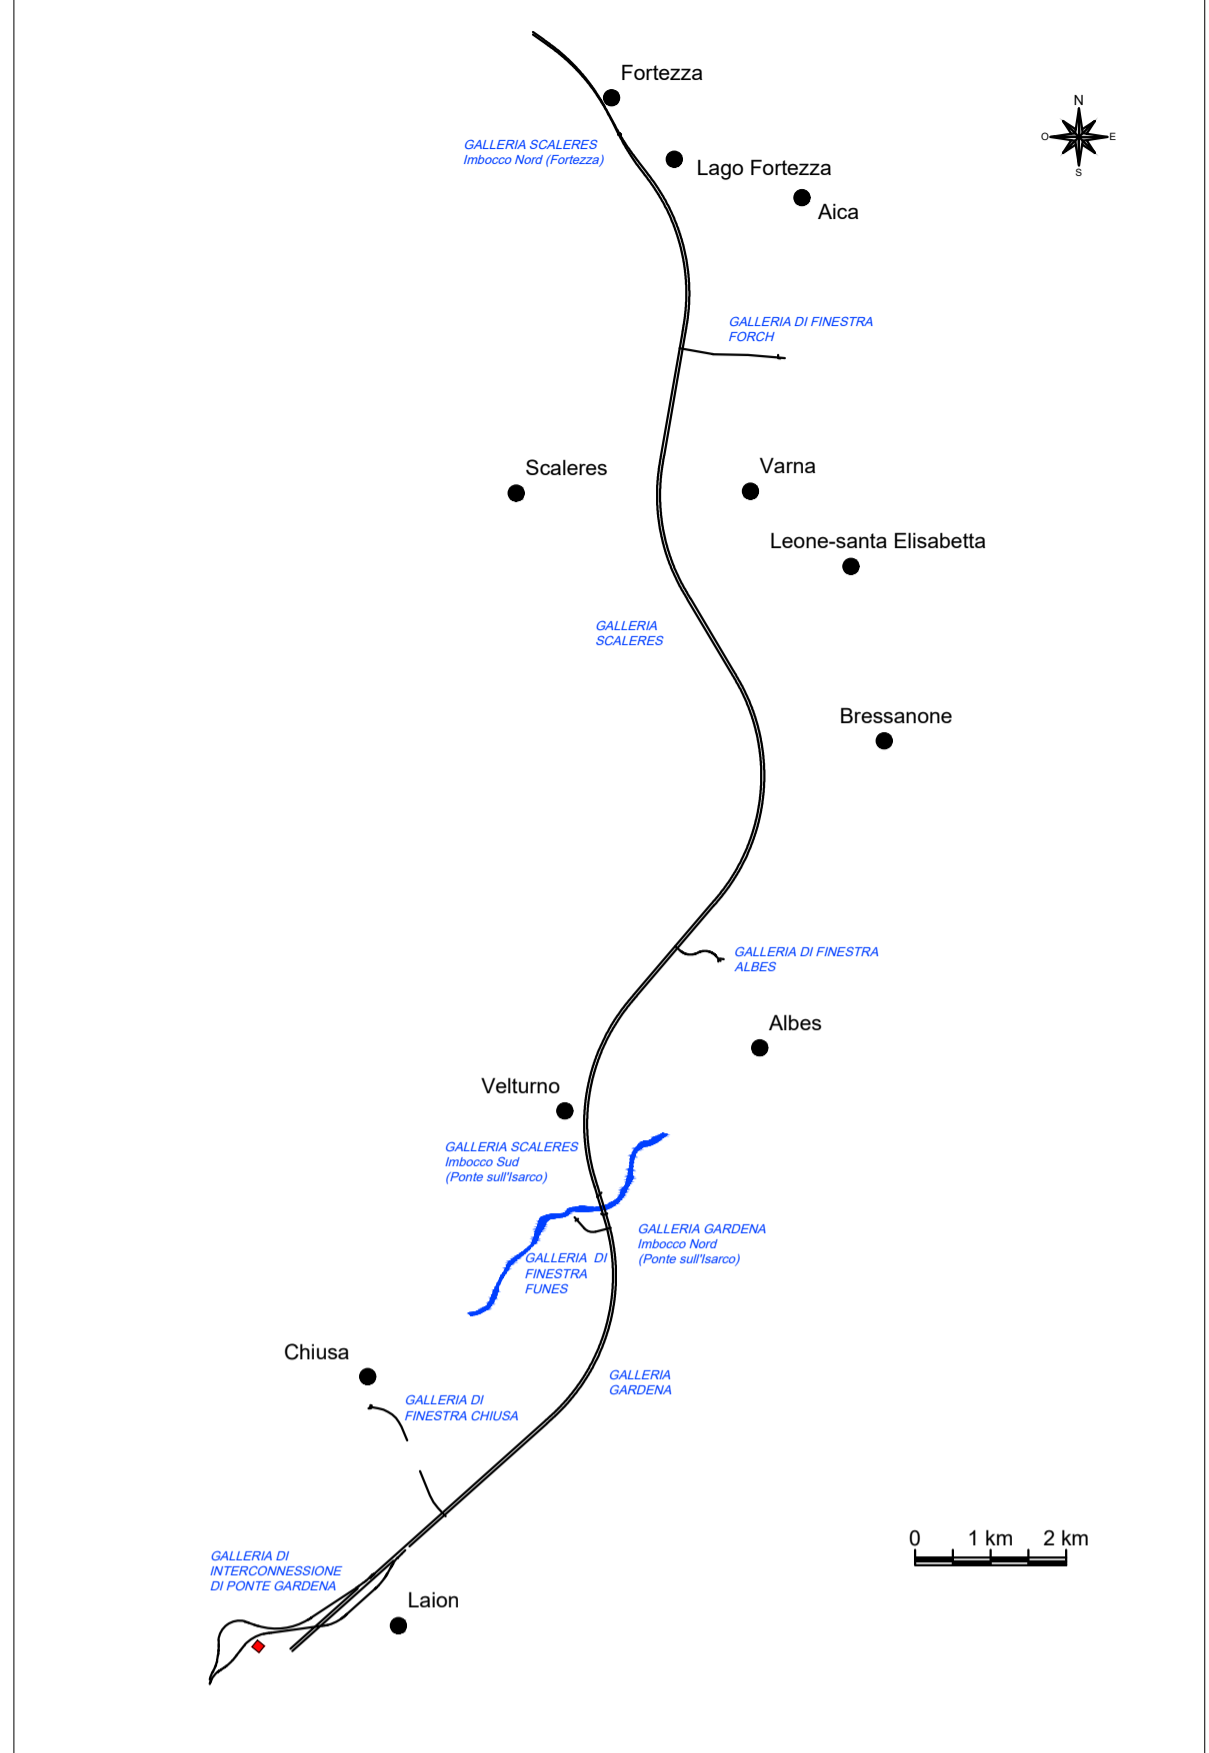 Fortezza
N
O
E
S
GALLERIA SCALERES
Imbocco Nord (Fortezza)
Lago Fortezza
Aica
GALLERIA DI FINESTRA
FORCH
Scaleres
Varna
Leone-santa Elisabetta
GALLERIA
SCALERES
Bressanone
GALLERIA DI FINESTRA
ALBES
Albes
Velturno
GALLERIA SCALERES
Imbocco Sud
(Ponte sull'Isarco)
GALLERIA GARDENA
Imbocco Nord
(Ponte sull'Isarco)
GALLERIA DI
FINESTRA
FUNES
Chiusa
GALLERIA
GARDENA
GALLERIA DI
FINESTRA CHIUSA
0 1 km 2 km
GALLERIA DI
INTERCONNESSIONE
DI PONTE GARDENA
Laion